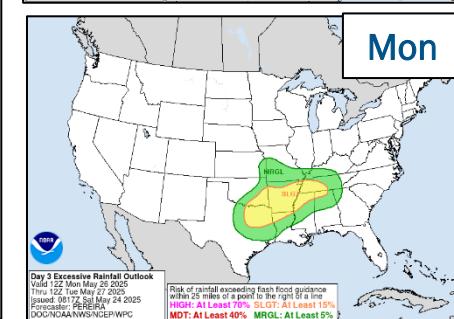 Mon
MRGL
SLGT
NOAA
Day 3 Excessive Rainfall Outlook
Valid 12Z Mon May 26 2025
Thru 12Z Tue May 27 2025
Issued: 0817Z Sat May 24 2025
Forecaster: PEREIRA
DOC/NOAA/NWS/NCEP/WPC
Risk of rainfall exceeding flash flood guidance
within 25 miles of a point to the right of a line
HIGH: At Least 70% SLGT: At Least 15%
MDT: At Least 40% MRGL: At Least 5%